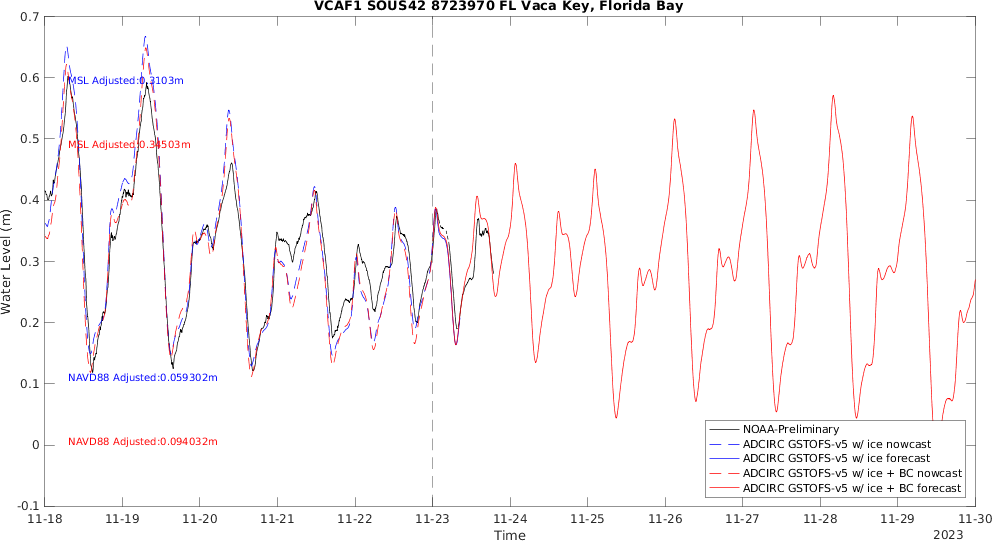 VCAF1 SOUS42 8723970 FL Vaca Key, Florida Bay
0.7
0.6
0.5
0.4
0.3
0.2
0.1
0
-0.1
Water Level (m)
MSL Adjusted:0.3103m
MSL Adjusted:0.34503m
NAVD88 Adjusted:0.059302m
NAVD88 Adjusted:0.094032m
NOAA-Preliminary
ADCIRC GSTOFS-v5 w/ ice nowcast
ADCIRC GSTOFS-v5 w/ ice forecast
ADCIRC GSTOFS-v5 w/ ice + BC nowcast
ADCIRC GSTOFS-v5 w/ ice + BC forecast
11-18 11-19 11-20 11-21 11-22 11-23 11-24 11-25 11-26 11-27 11-28 11-29 11-30
Time
2023